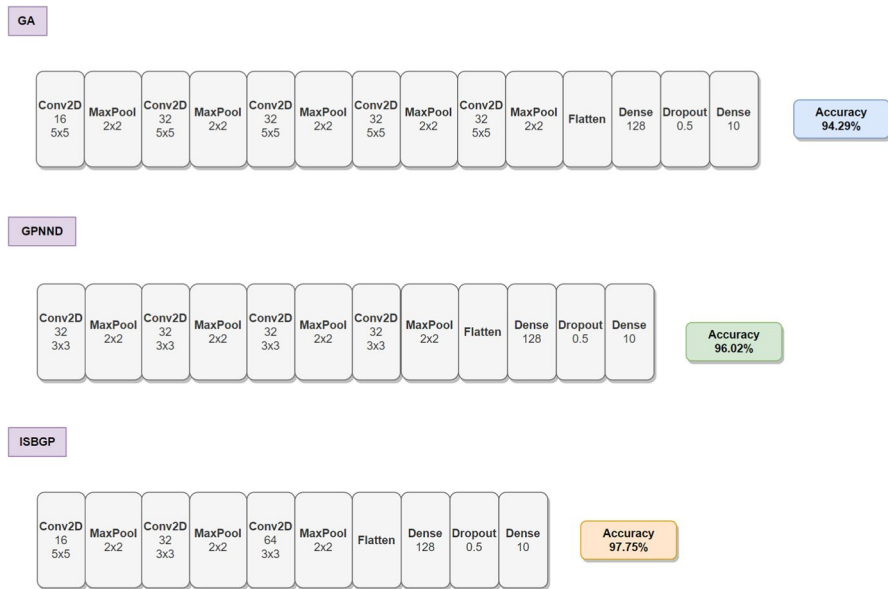 GA
Conv2D
16
5x5
MaxPool
2x2
Conv2D
32
5x5
MaxPool
2x2
Conv2D
32
5x5
MaxPool
2x2
Conv2D
32
5x5
MaxPool
2x2
Conv2D
32
5x5
MaxPool
2x2
Flatten
Dense
128
Dropout
0.5
Dense
10
Accuracy
94.29%
GPNND
Conv2D
32
3x3
MaxPool
2x2
Conv2D
32
3x3
MaxPool
2x2
Conv2D
32
3x3
MaxPool
2x2
Conv2D
32
3x3
MaxPool
2x2
Flatten
Dense
128
Dropout
0.5
Dense
10
Accuracy
96.02%
ISBGP
Conv2D
16
5x5
MaxPool
2x2
Conv2D
32
3x3
MaxPool
2x2
Conv2D
64
3x3
MaxPool
2x2
Flatten
Dense
128
Dropout
0.5
Dense
10
Accuracy
97.75%